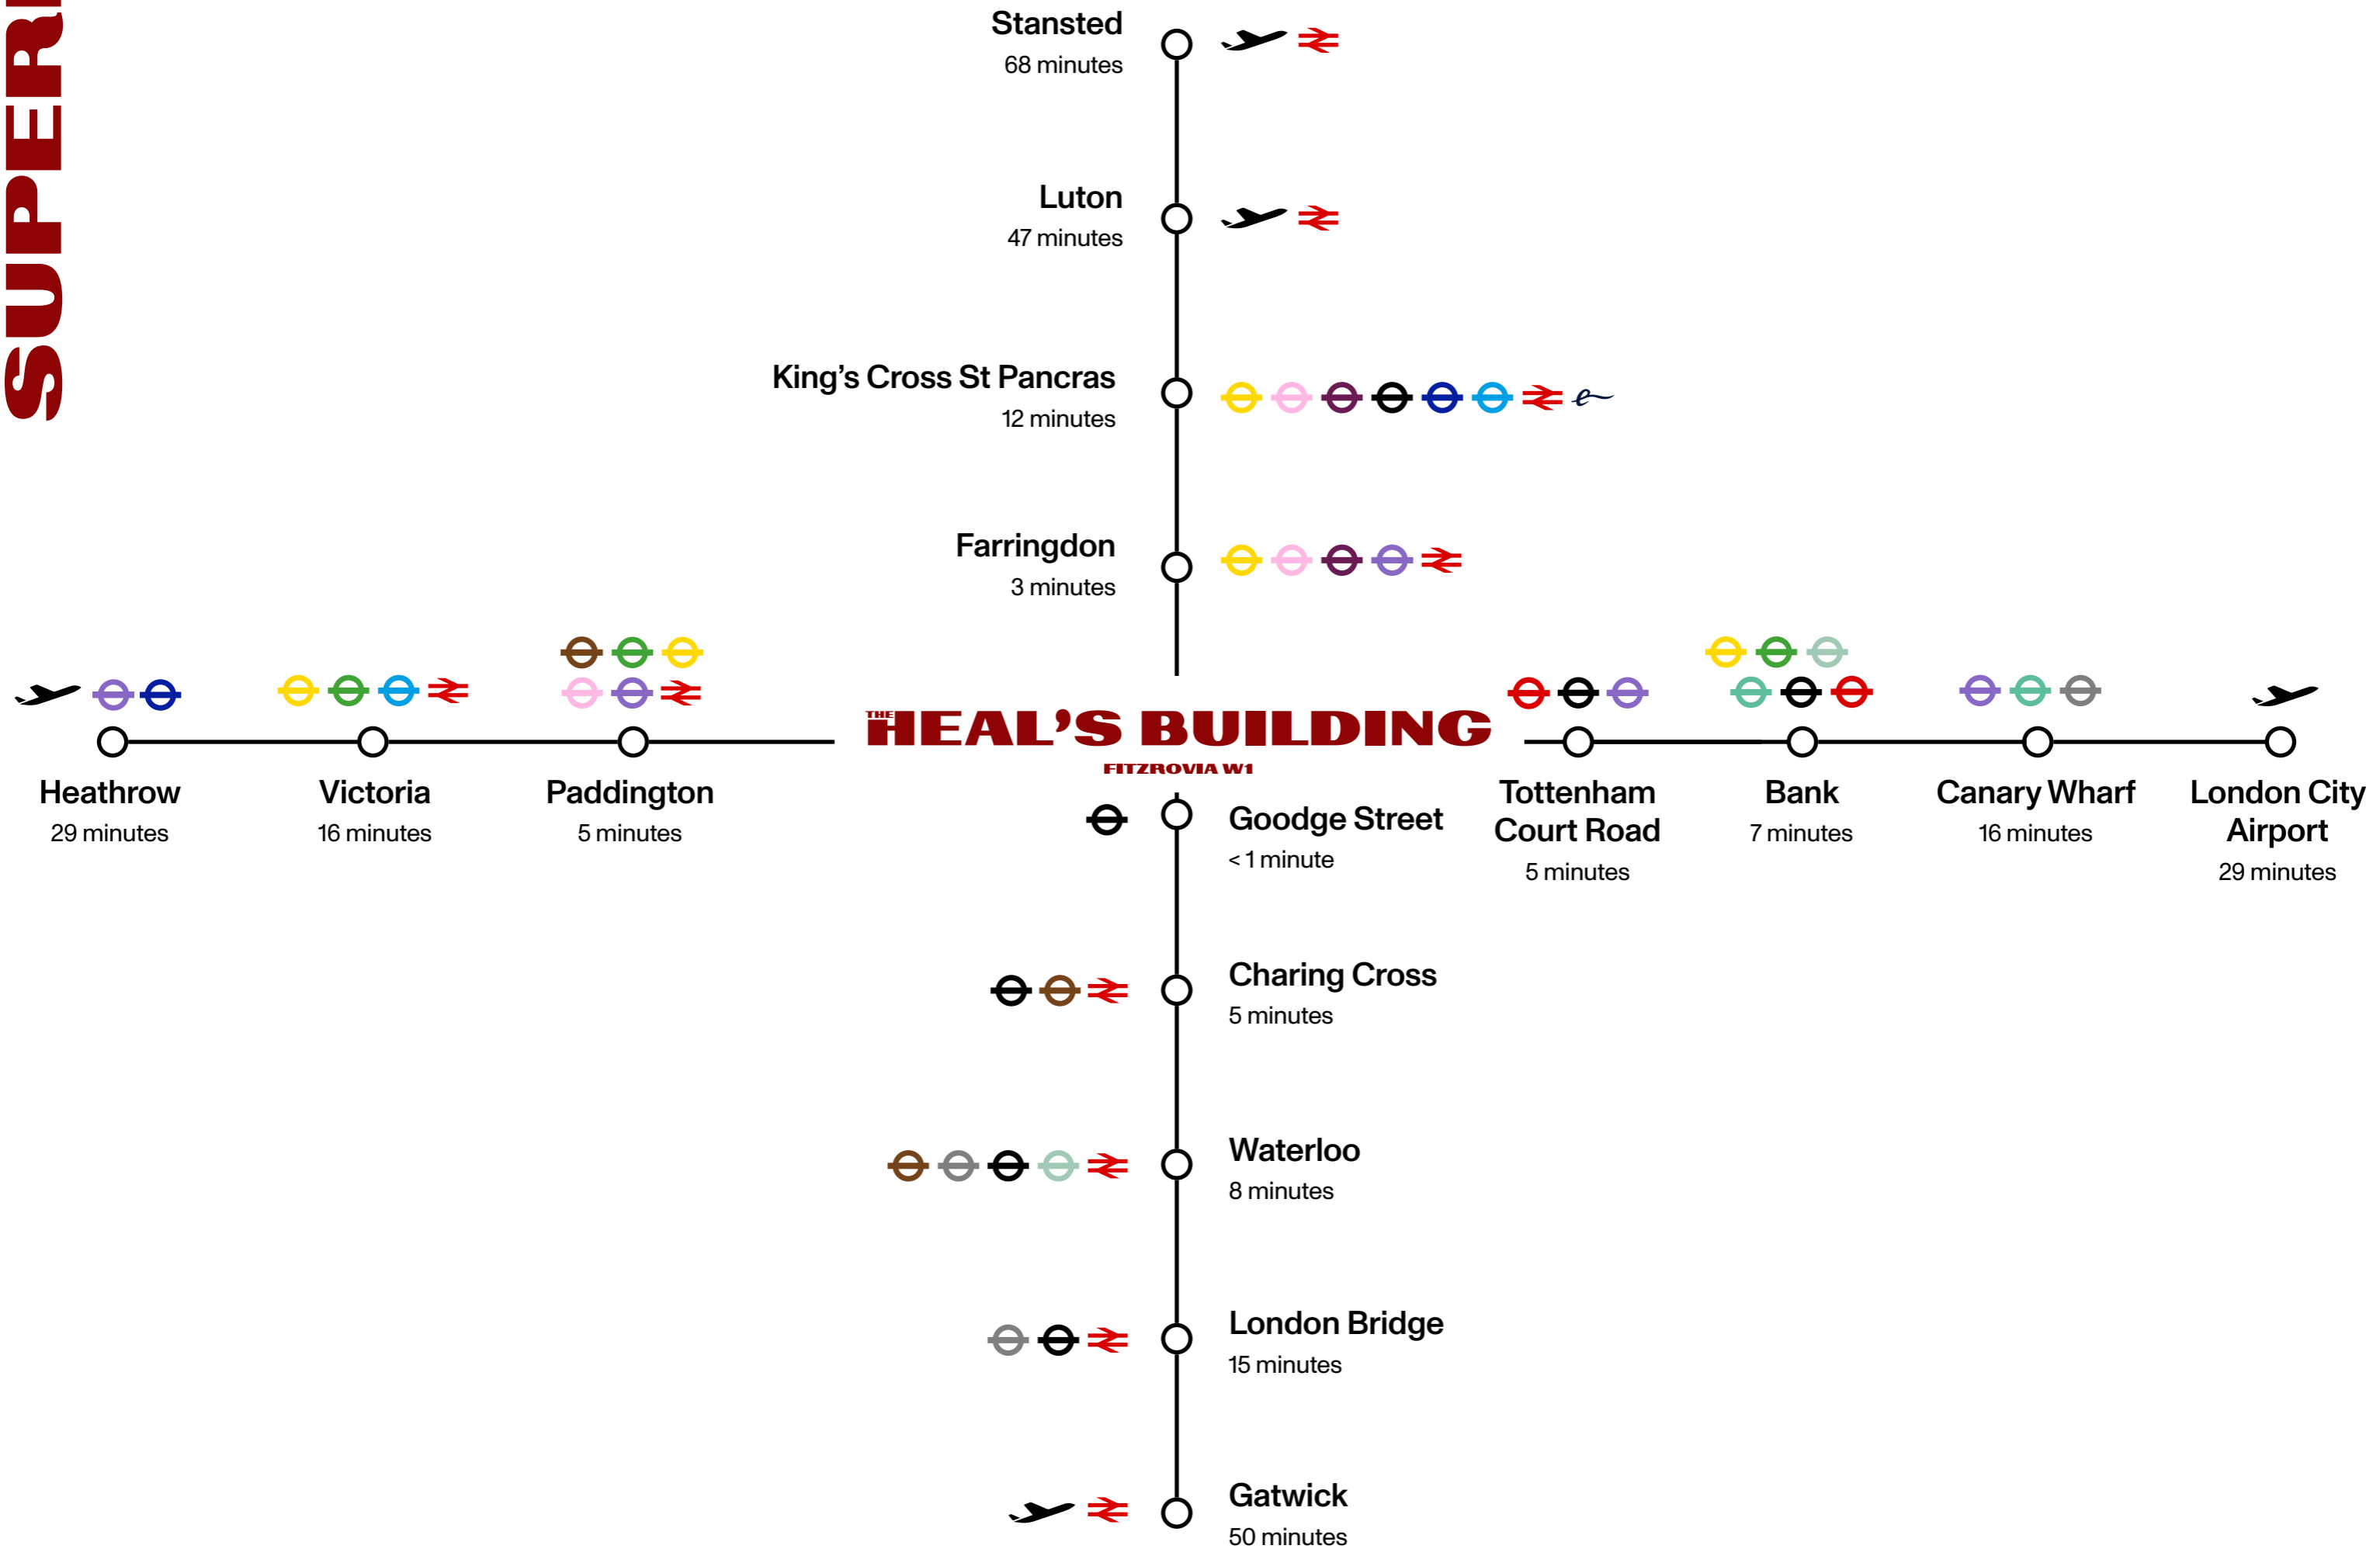 SUPER
Stansted
68 minutes
Luton
47 minutes
King’s Cross St Pancras
12 minutes
Farringdon
3 minutes
Heathrow
29 minutes
Victoria
16 minutes
Paddington
5 minutes
THE HEAL’S BUILDING
FITZROVIA W1
Tottenham
Court Road
5 minutes
Bank
7 minutes
Canary Wharf
16 minutes
London City
Airport
29 minutes
Goodge Street
< 1 minute
Charing Cross
5 minutes
Waterloo
8 minutes
London Bridge
15 minutes
Gatwick
50 minutes